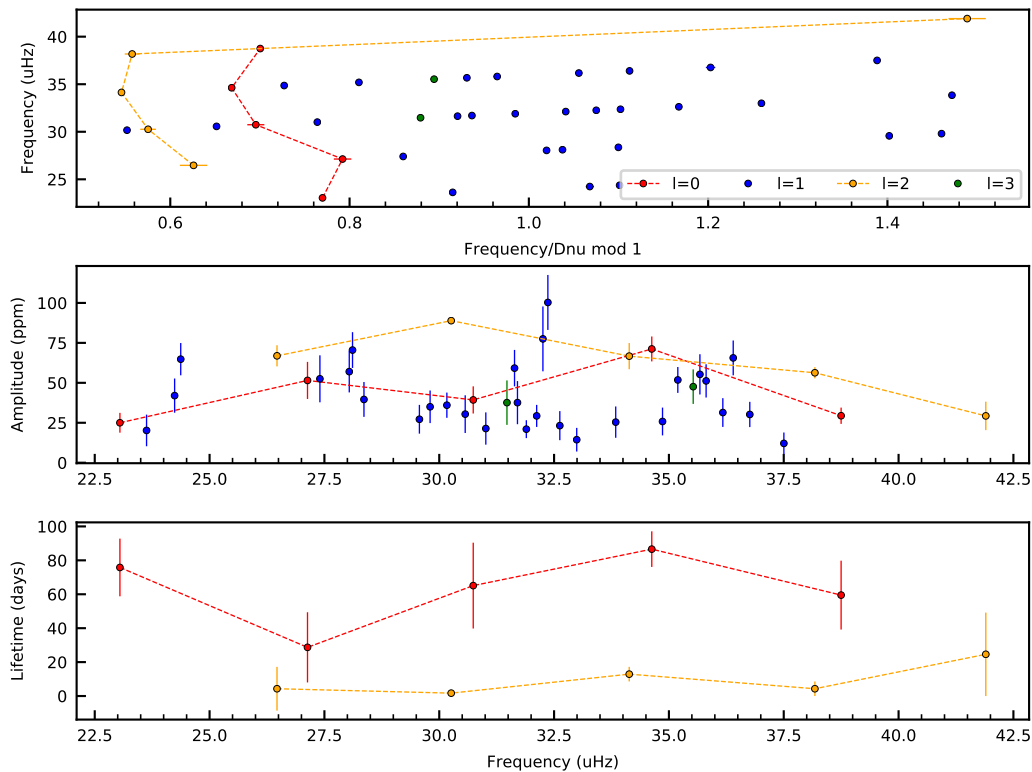 Frequency (uHz)
40
35
30
25
l=0 l=1 l=2 l=3
0.6 0.8 1.0 1.2 1.4
Frequency/Dnu mod 1
Amplitude (ppm)
100
75
50
25
0
22.5 25.0 27.5 30.0 32.5 35.0 37.5 40.0 42.5
Lifetime (days)
100
80
60
40
20
0
22.5 25.0 27.5 30.0 32.5 35.0 37.5 40.0 42.5
Frequency (uHz)